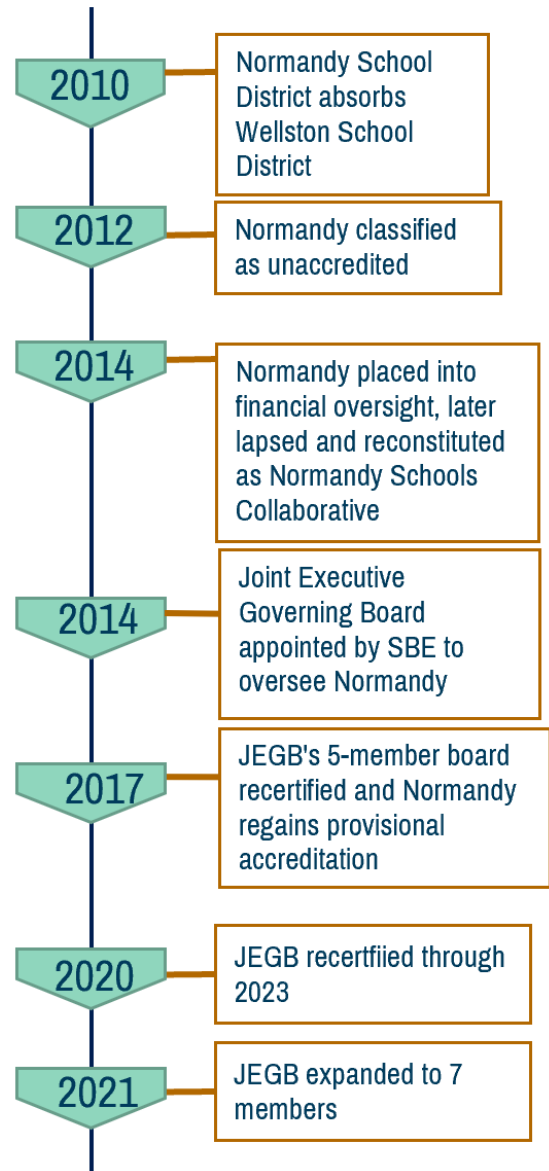 2010
Normandy School
District absorbs
Wellston School
District
2012
Normandy classified
as unaccredited
2014
Normandy placed into
financial oversight, later
lapsed and reconstituted
as Normandy Schools
Collaborative
2014
Joint Executive
Governing Board
appointed by SBE to
oversee Normandy
2017
JEGB's 5-member board
recertified and Normandy
regains provisional
accreditation
2020
JEGB recertfiied through
2023
2021
JEGB expanded to 7
members